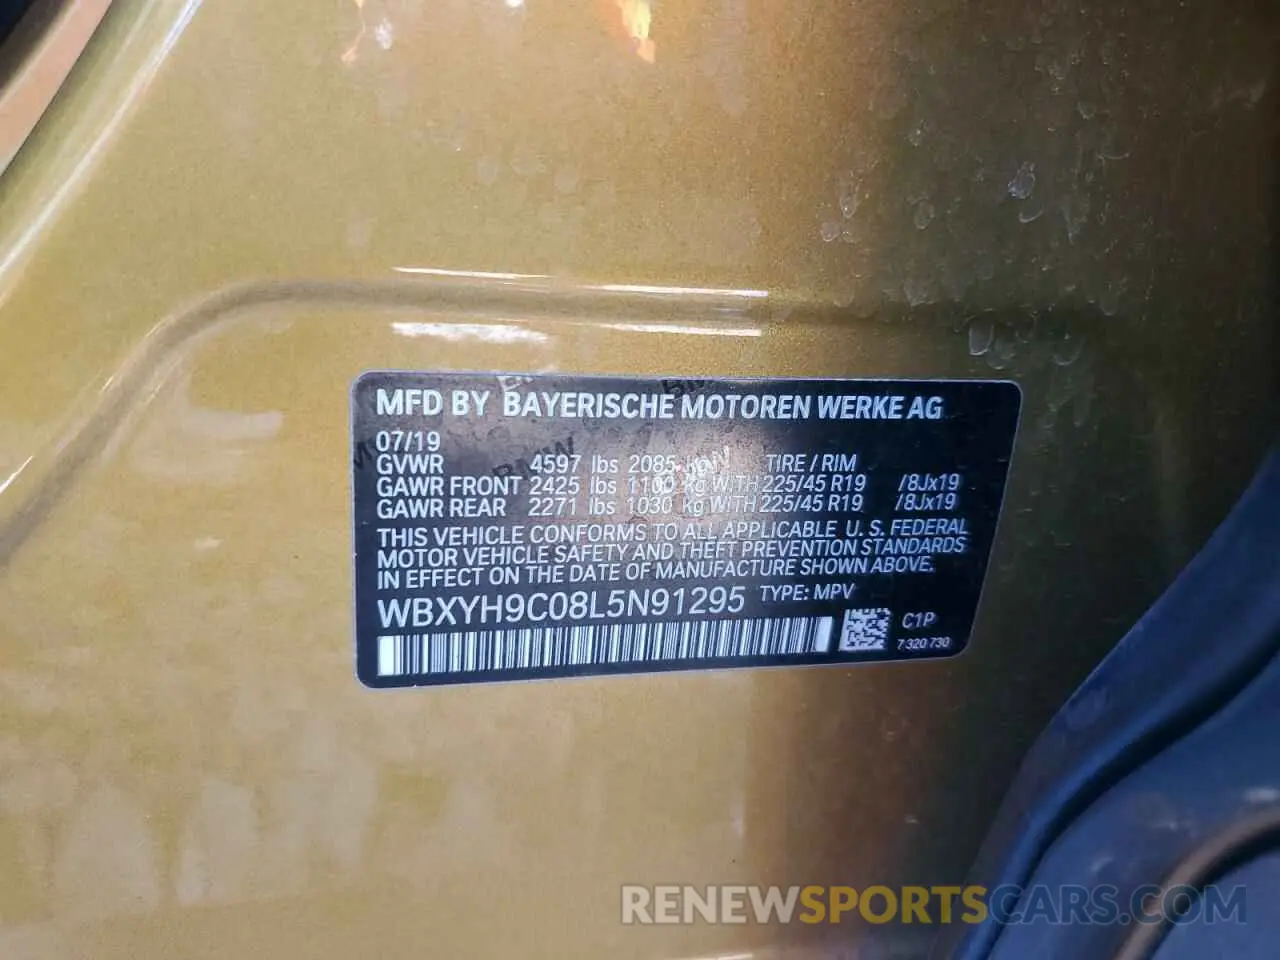 MFD BY BAYERISCHE MOTOREN WERKE AG
07/19
GVWR 4597 lbs 2085 kg TIRE / RIM
GAWR FRONT 2425 lbs 1100 kg WITH 225/45 R19 /8Jx19
GAWR REAR 2271 lbs 1030 kg WITH 225/45 R19 /8Jx19
THIS VEHICLE CONFORMS TO ALL APPLICABLE U. S. FEDERAL
MOTOR VEHICLE SAFETY AND THEFT PREVENTION STANDARDS
IN EFFECT ON THE DATE OF MANUFACTURE SHOWN ABOVE.
WBXYH9C08L5N91295 TYPE: MPV
C1P
7 320 730
RENEWSPORTSCARS.COM